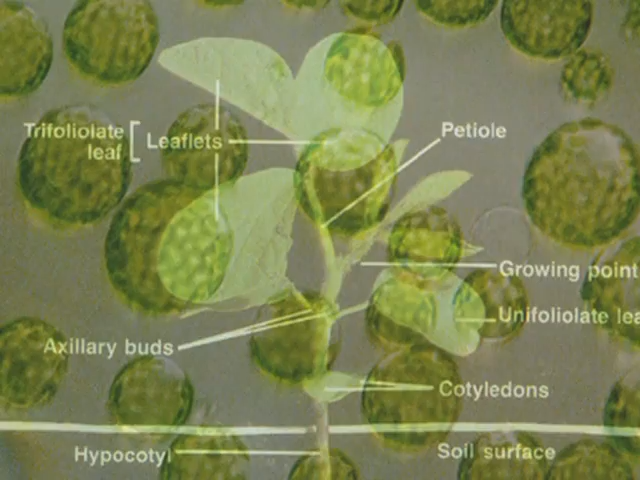 Trifoliolate
leaf
Leaflets
Petiole
Growing point
Unifoliolate lea
Axillary buds
Cotyledons
Hypocotyl
Soil surface